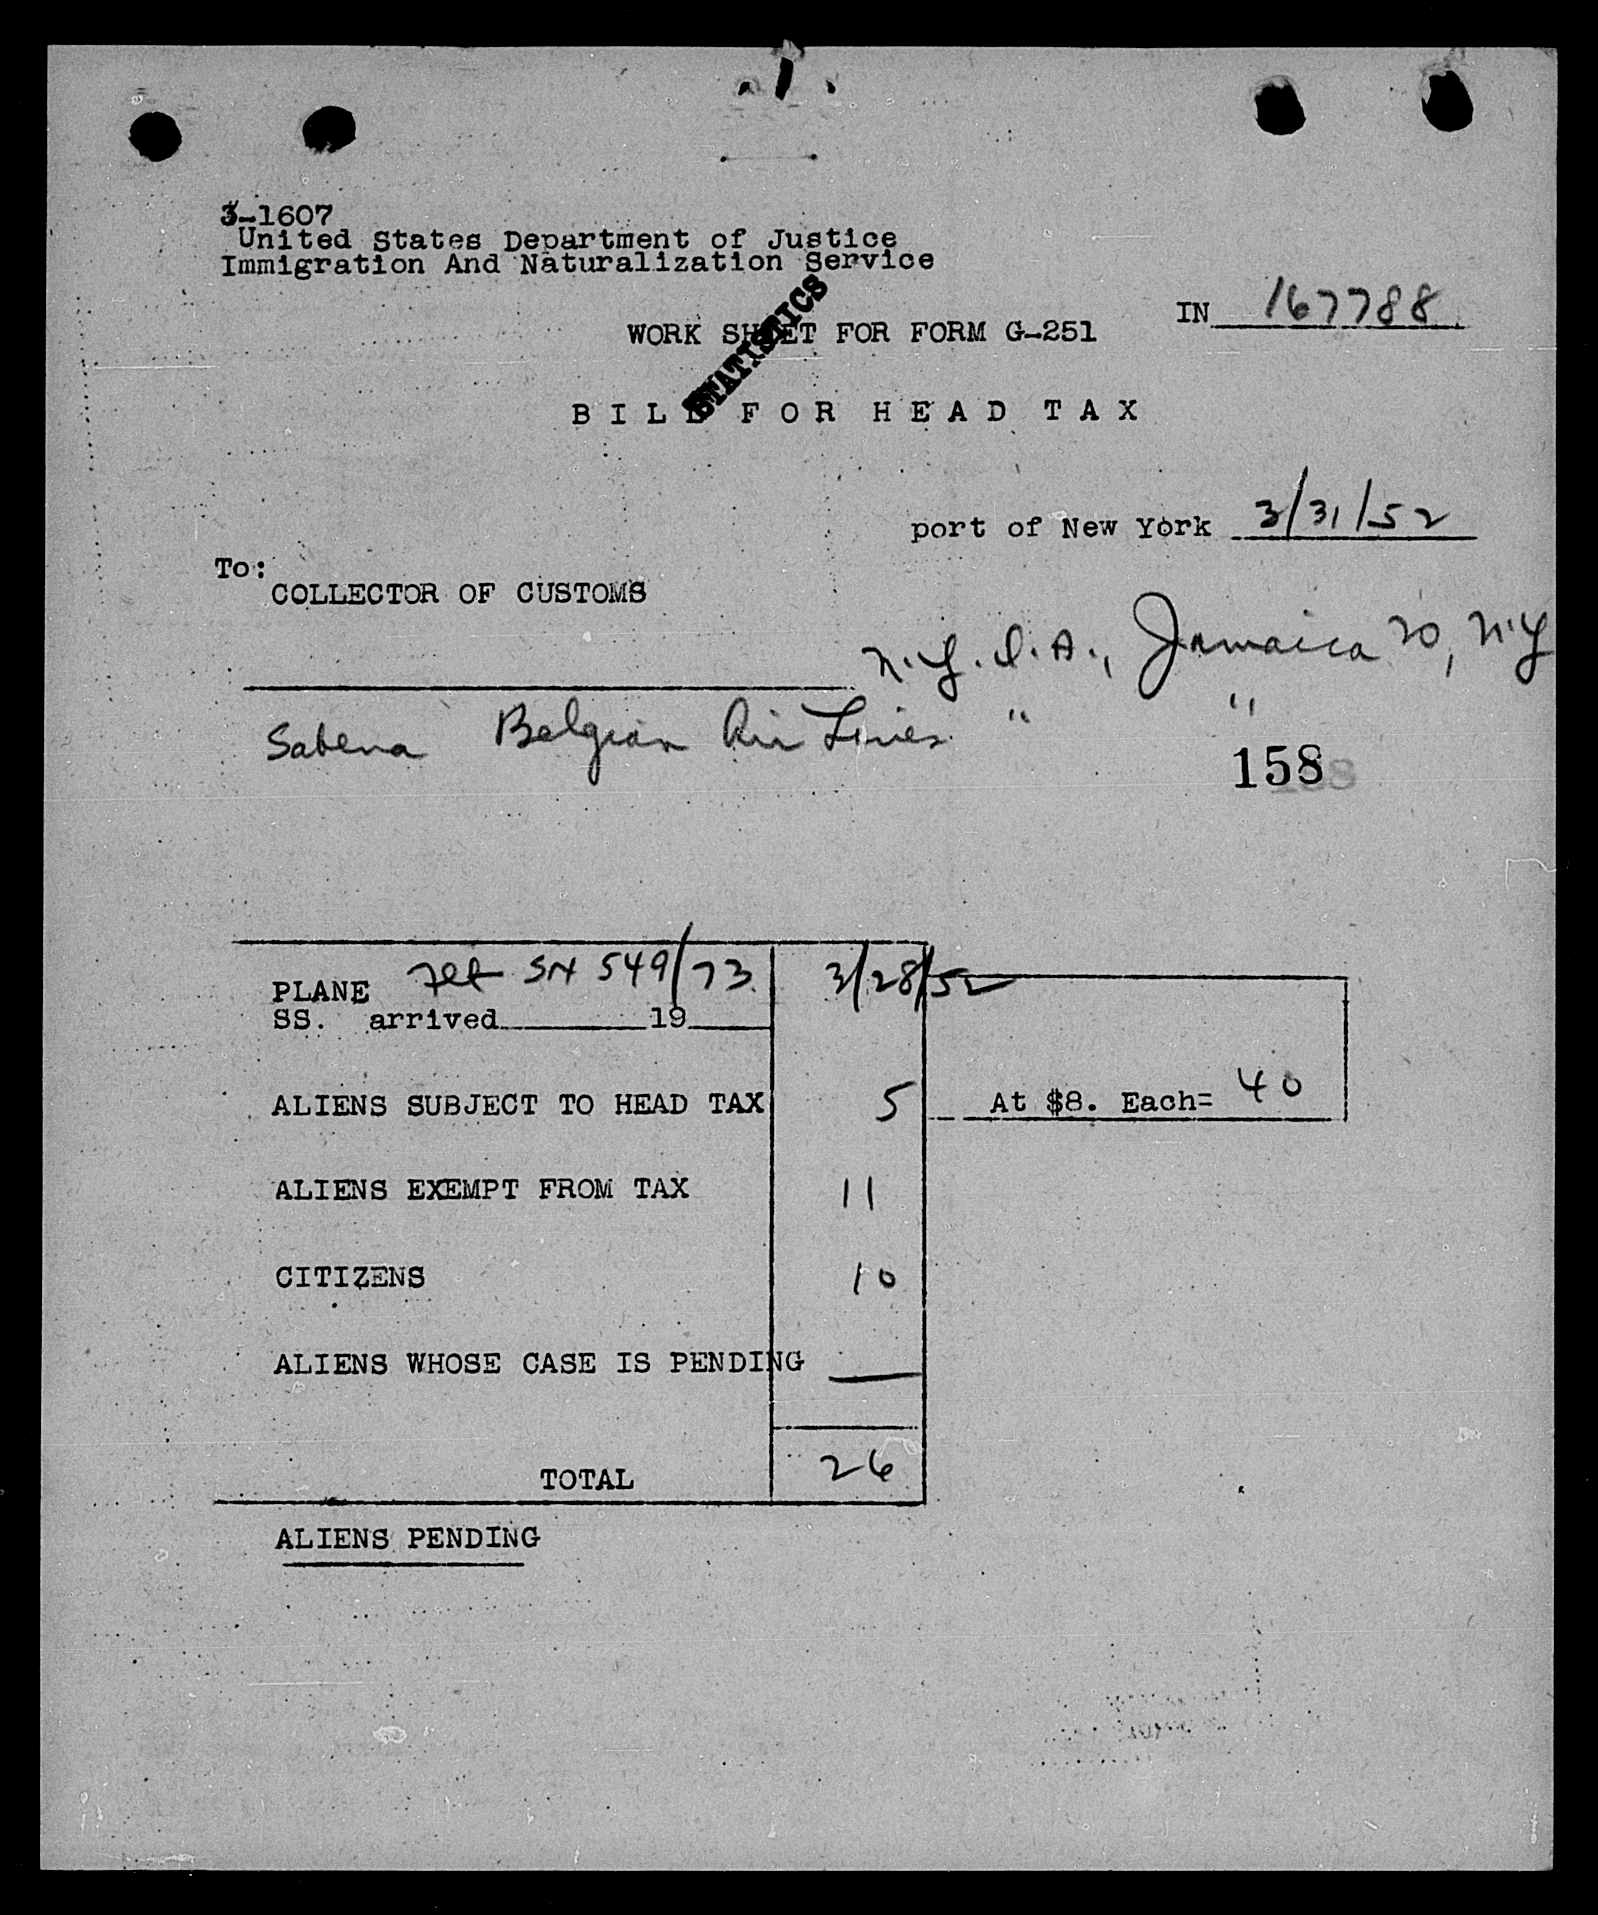 3-1607
United States Department of Justice
Immigration And Naturalization Service
STATISTICS
IN 167788
WORK SHEET FOR FORM G-251
BILL FOR HEAD TAX
port of New York 3/31/52
To:
COLLECTOR OF CUSTOMS
N.Y.I.A., Jamaica 20, N.Y
Sabena Belgian Air Lines " "
158
PLANE SN 549/73 3/28/52
SS. arrived 19
ALIENS SUBJECT TO HEAD TAX 5 At $8. Each= 40
ALIENS EXEMPT FROM TAX 11
CITIZENS 10
ALIENS WHOSE CASE IS PENDING —
TOTAL 26
ALIENS PENDING